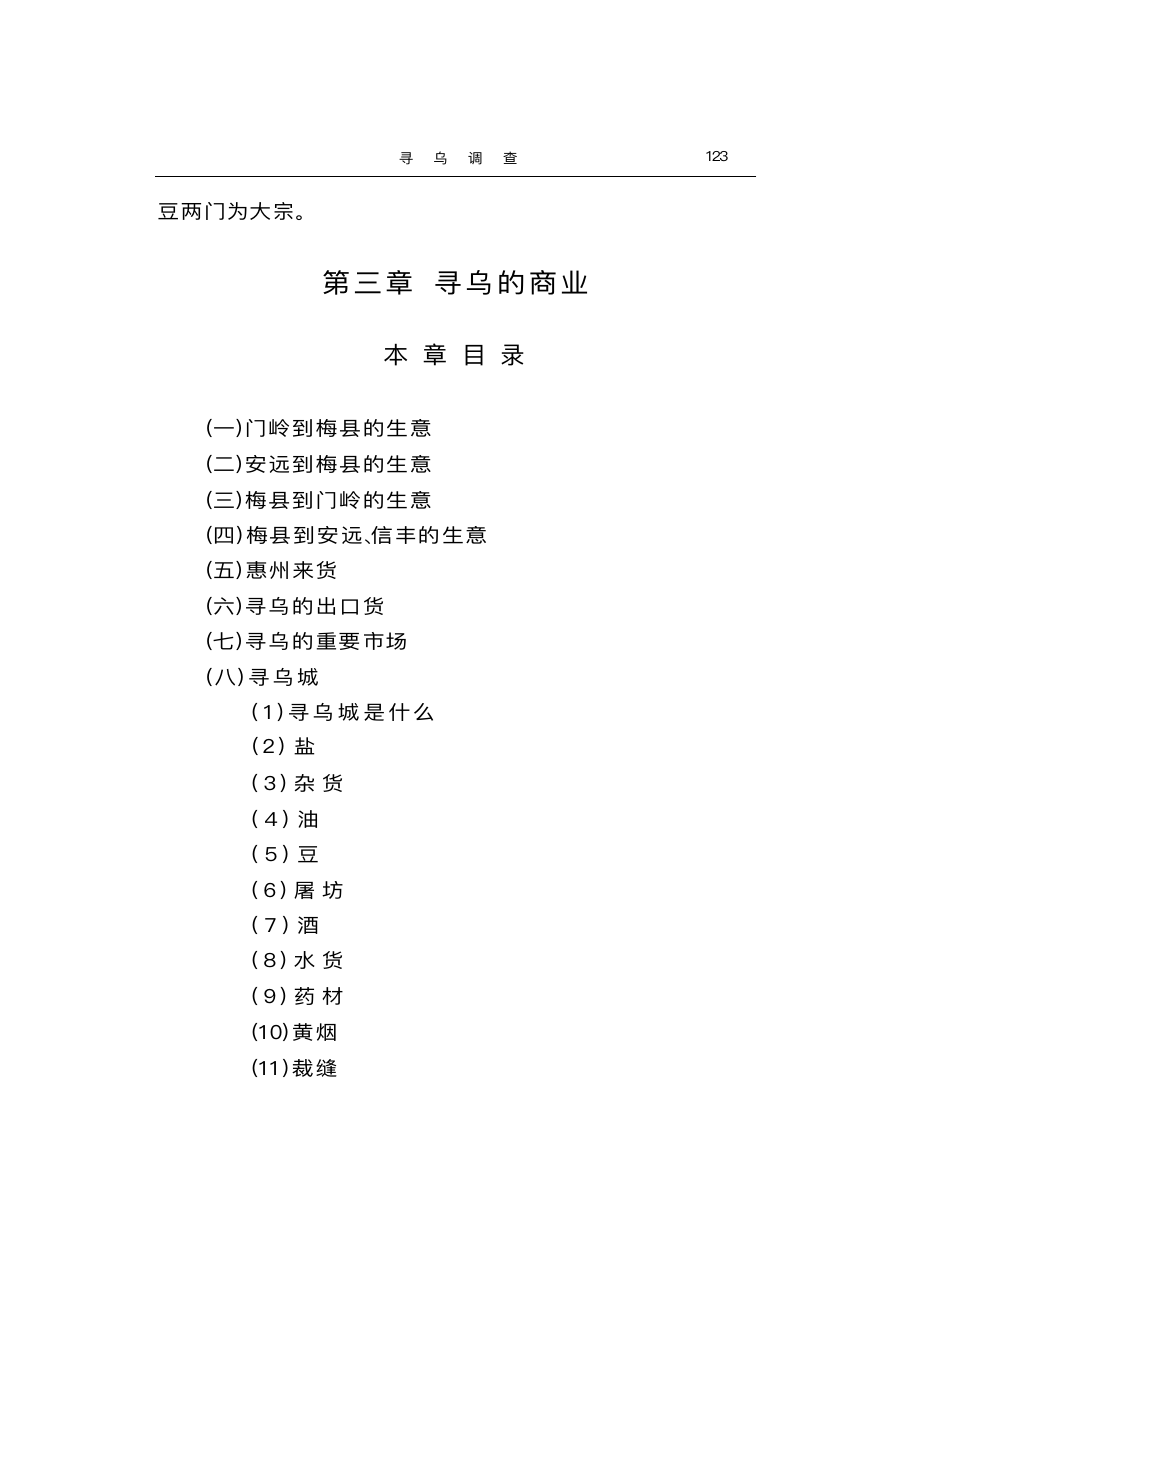 寻乌调查 123
豆两门为大宗。
第三章 寻乌的商业
本章目录
(一)门岭到梅县的生意
(二)安远到梅县的生意
(三)梅县到门岭的生意
(四)梅县到安远、信丰的生意
(五)惠州来货
(六)寻乌的出口货
(七)寻乌的重要市场
(八)寻乌城
(1)寻乌城是什么
(2)盐
(3)杂货
(4)油
(5)豆
(6)屠坊
(7)酒
(8)水货
(9)药材
(10)黄烟
(11)裁缝